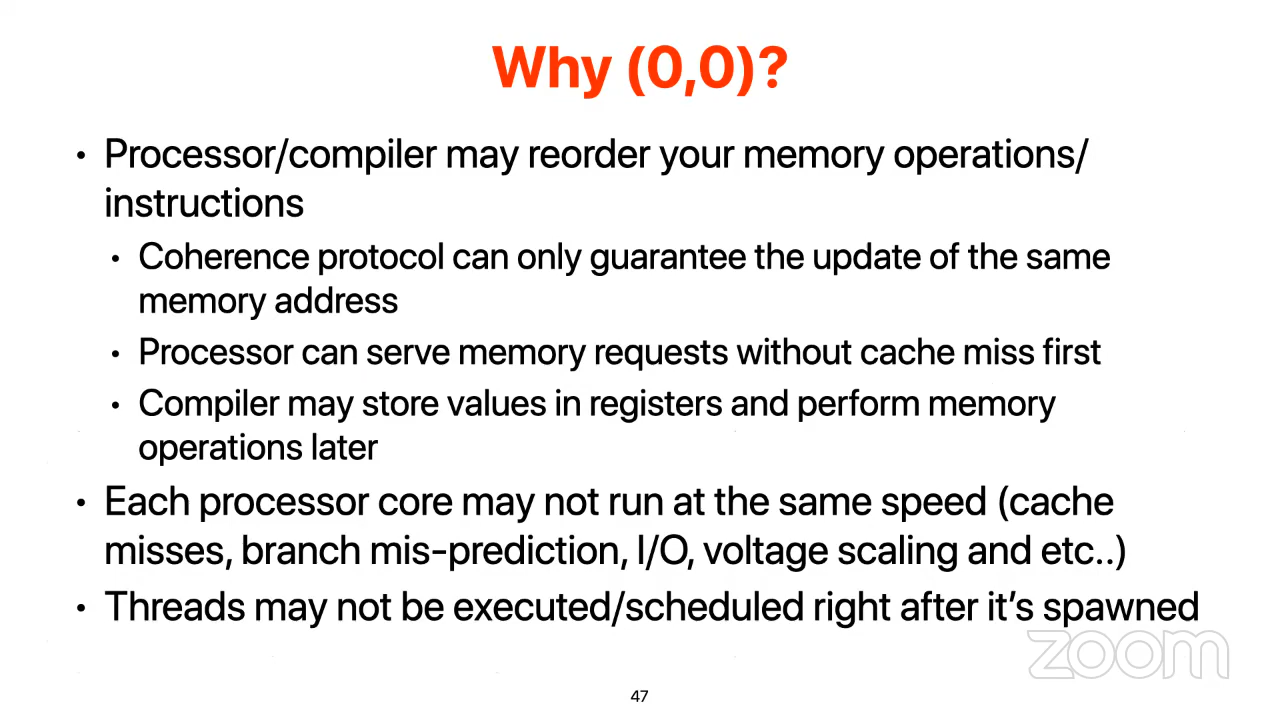 Why (0,0)?
• Processor/compiler may reorder your memory operations/
instructions
• Coherence protocol can only guarantee the update of the same
memory address
• Processor can serve memory requests without cache miss first
• Compiler may store values in registers and perform memory
operations later
• Each processor core may not run at the same speed (cache
misses, branch mis-prediction, I/O, voltage scaling and etc..)
• Threads may not be executed/scheduled right after it’s spawned
zoom
47